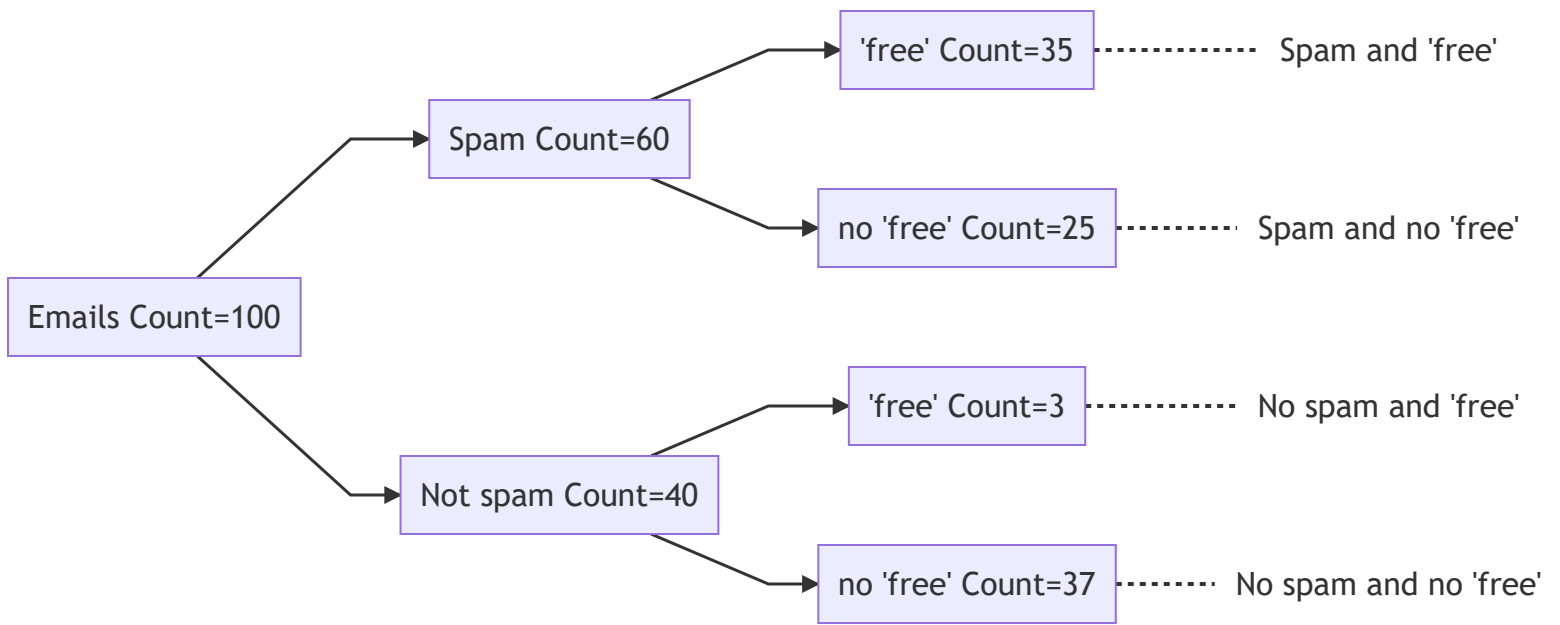 'free' Count=35
Spam and 'free'
Spam Count=60
no 'free' Count=25
Spam and no 'free'
Emails Count=100
'free' Count=3
No spam and 'free'
Not spam Count=40
no 'free' Count=37
No spam and no 'free'